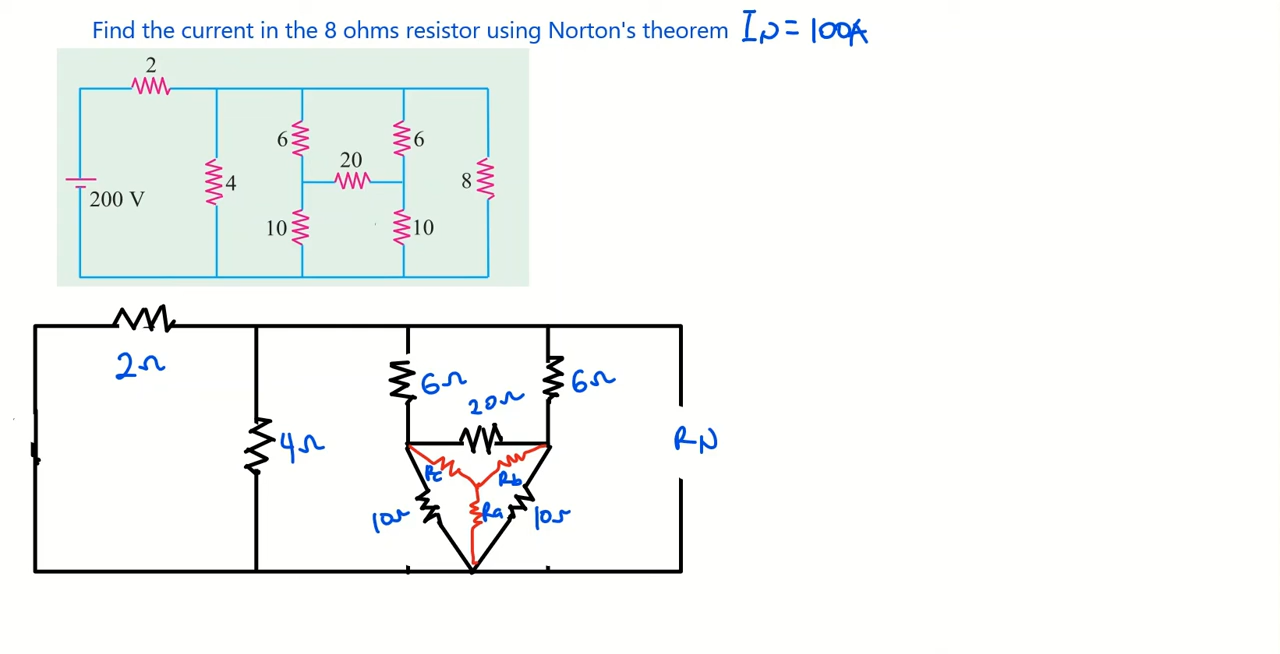 Find the current in the 8 ohms resistor using Norton's theorem I_N = 100A
2
6
6
20
4
8
200 V
10
10
2Ω
6Ω
6Ω
20Ω
4Ω
R_N
Rc
Rb
10Ω
Ra
10Ω